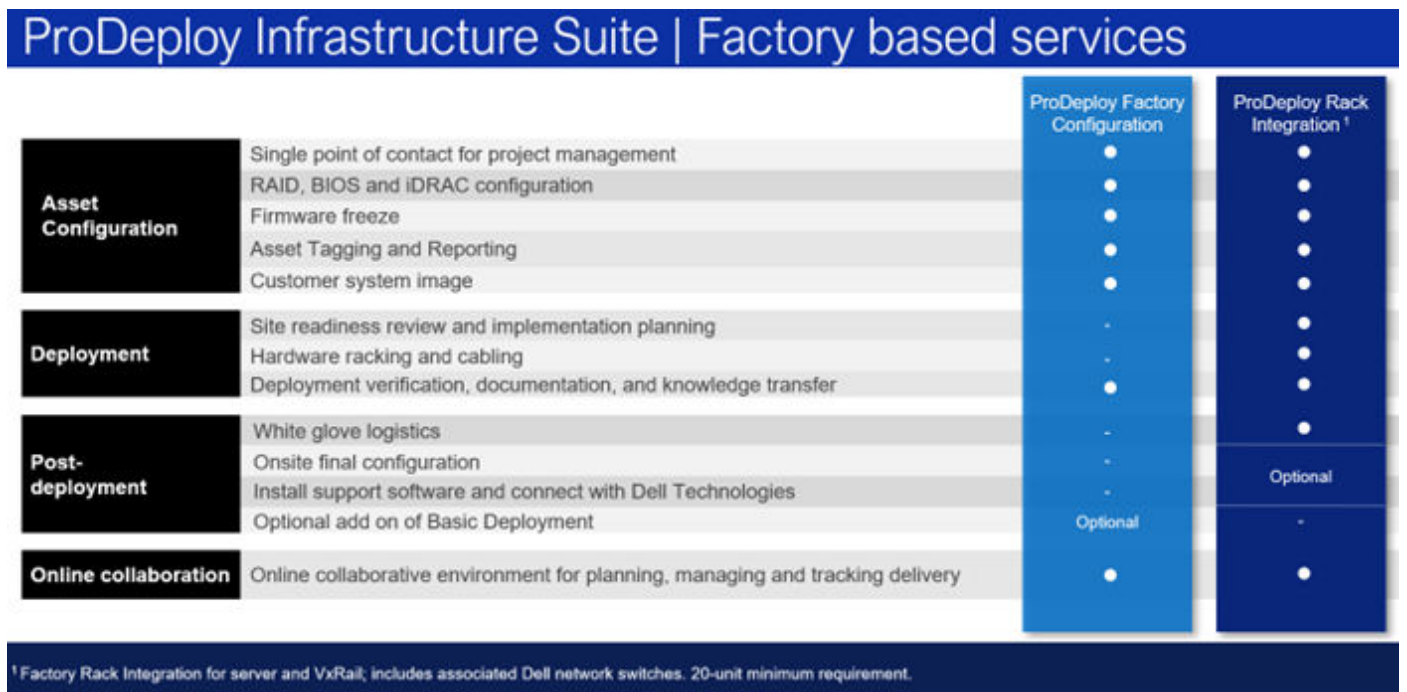 ProDeploy Infrastructure Suite | Factory based services
ProDeploy Factory
Configuration
ProDeploy Rack
Integration ¹
Asset
Configuration
Single point of contact for project management
RAID, BIOS and iDRAC configuration
Firmware freeze
Asset Tagging and Reporting
Customer system image
Deployment
Site readiness review and implementation planning
-
Hardware racking and cabling
-
Deployment verification, documentation, and knowledge transfer
Post-
deployment
White glove logistics
-
Onsite final configuration
-
Optional
Install support software and connect with Dell Technologies
-
Optional add on of Basic Deployment
Optional
-
Online collaboration
Online collaborative environment for planning, managing and tracking delivery
¹ Factory Rack Integration for server and VxRail; includes associated Dell network switches. 20-unit minimum requirement.